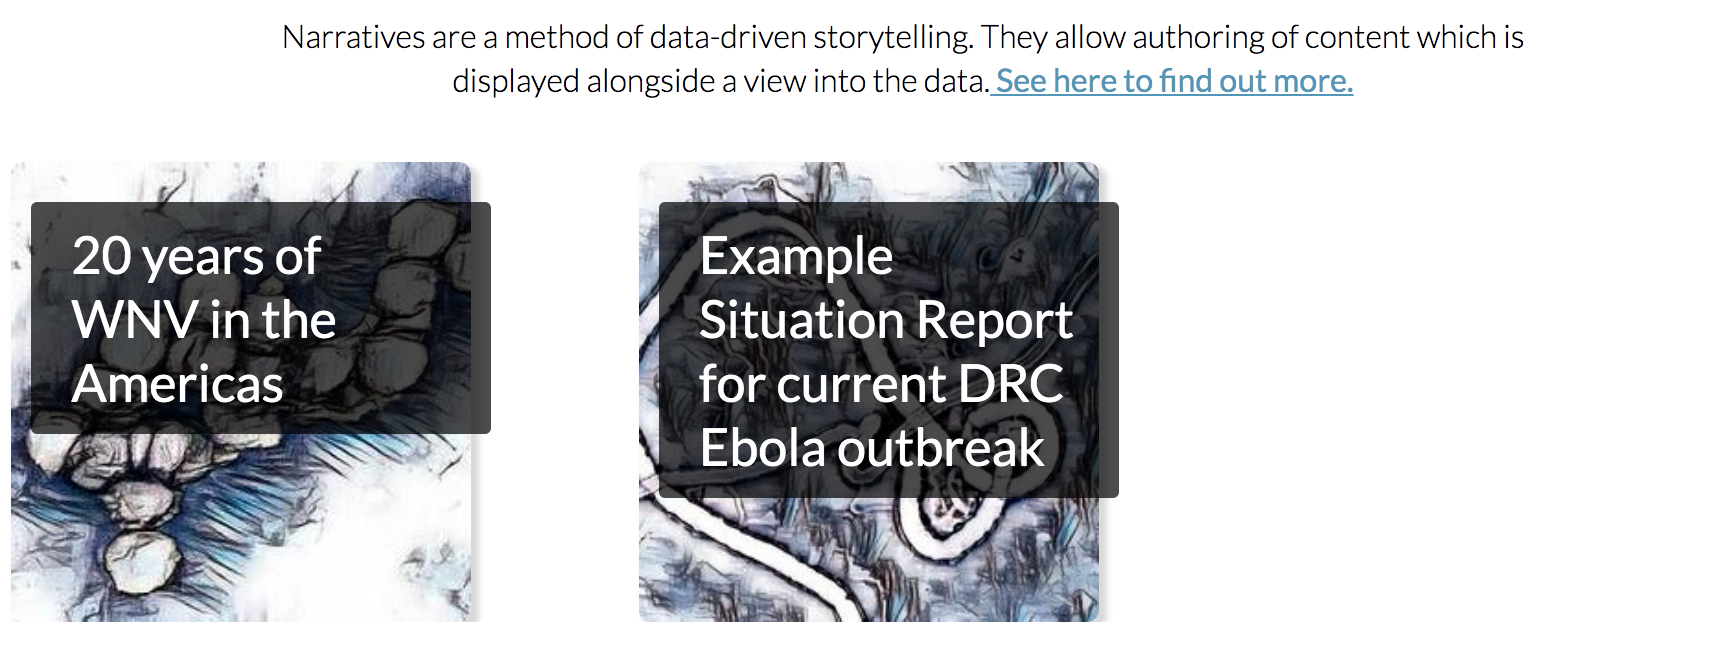 Narratives are a method of data-driven storytelling. They allow authoring of content which is
displayed alongside a view into the data. See here to find out more.
20 years of
WNV in the
Americas
Example
Situation Report
for current DRC
Ebola outbreak